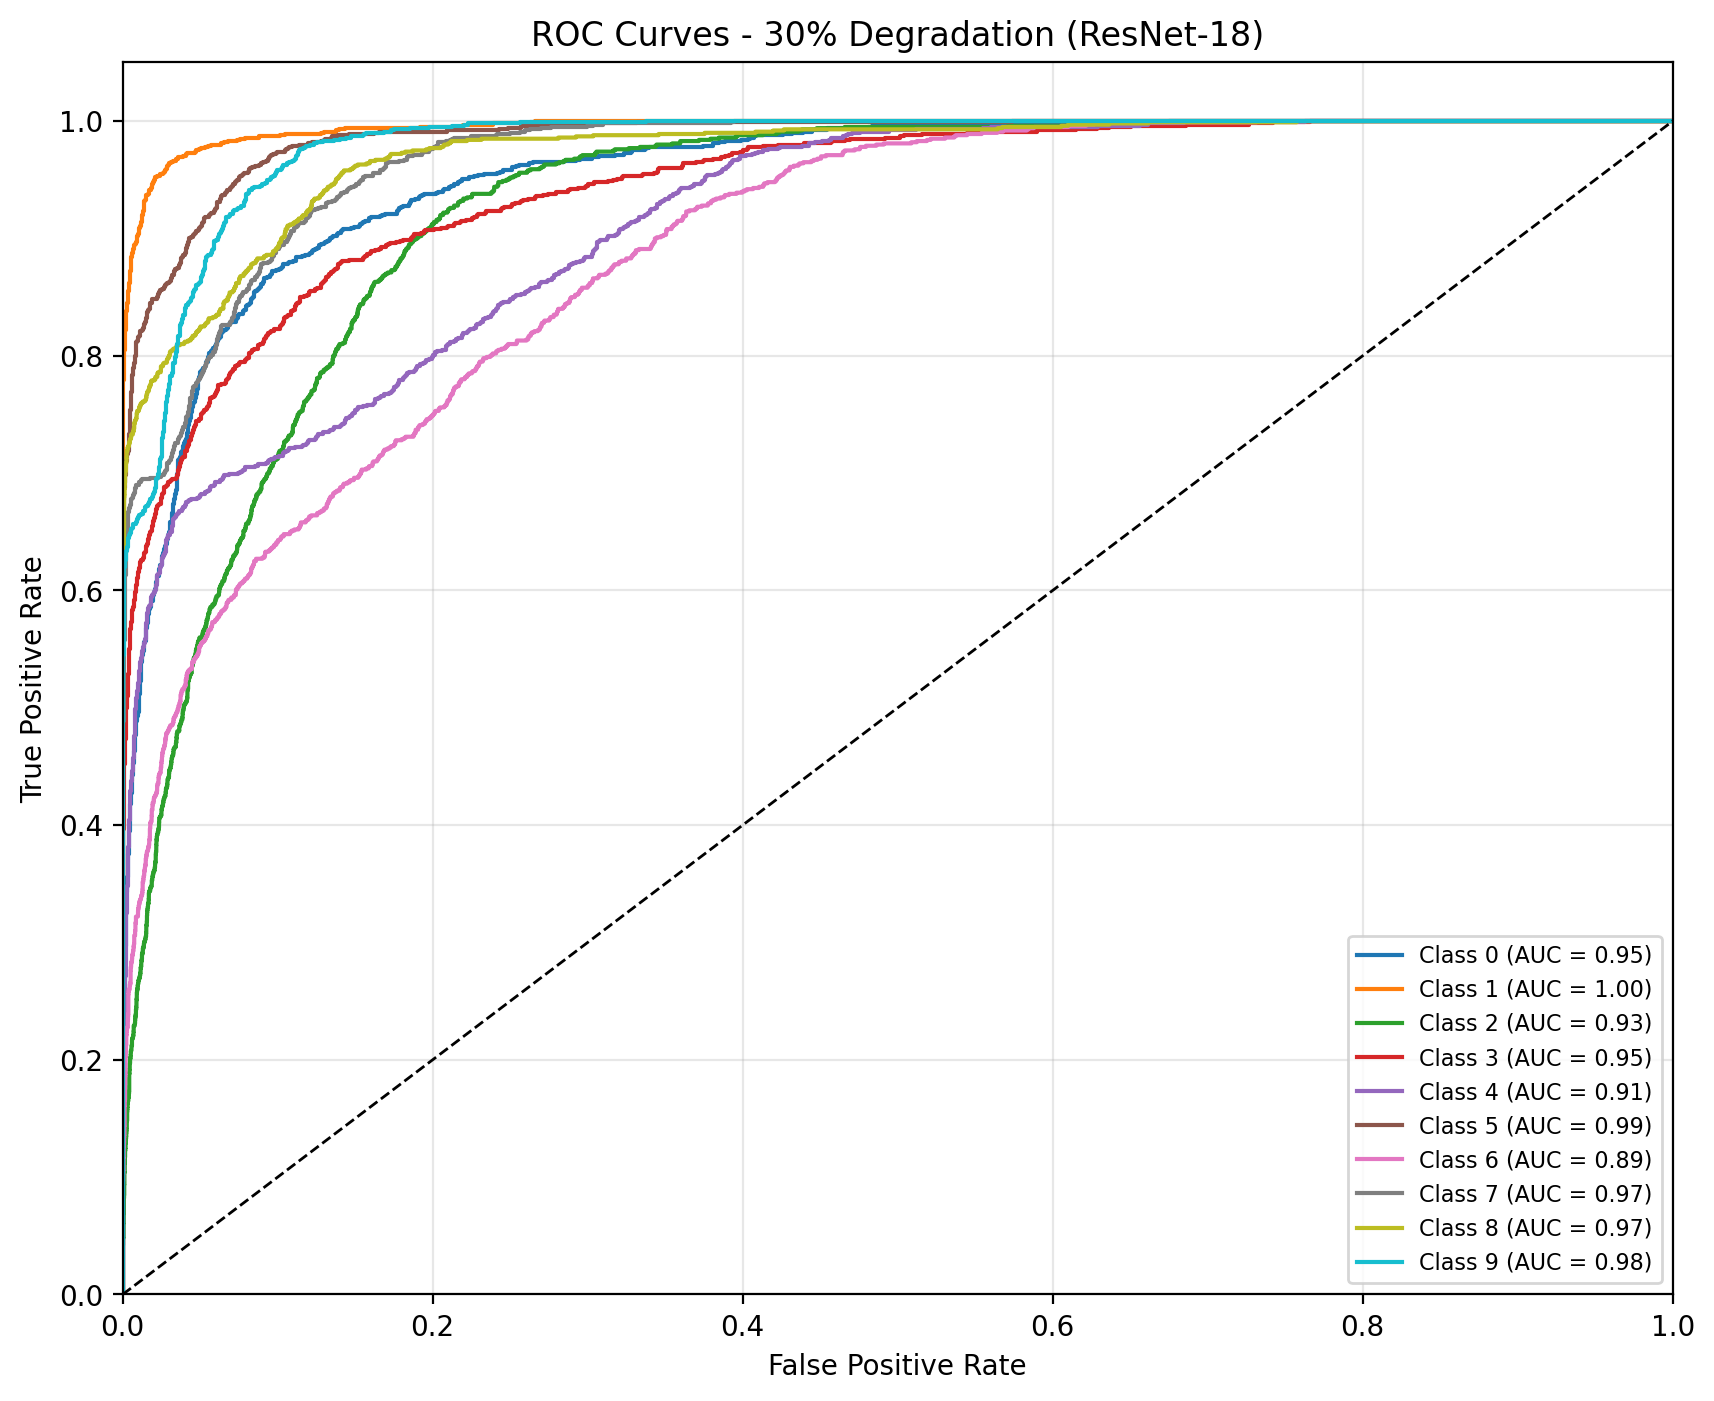 ROC Curves - 30% Degradation (ResNet-18)
True Positive Rate
1.0
0.8
0.6
0.4
0.2
0.0
0.0 0.2 0.4 0.6 0.8 1.0
False Positive Rate
Class 0 (AUC = 0.95)
Class 1 (AUC = 1.00)
Class 2 (AUC = 0.93)
Class 3 (AUC = 0.95)
Class 4 (AUC = 0.91)
Class 5 (AUC = 0.99)
Class 6 (AUC = 0.89)
Class 7 (AUC = 0.97)
Class 8 (AUC = 0.97)
Class 9 (AUC = 0.98)